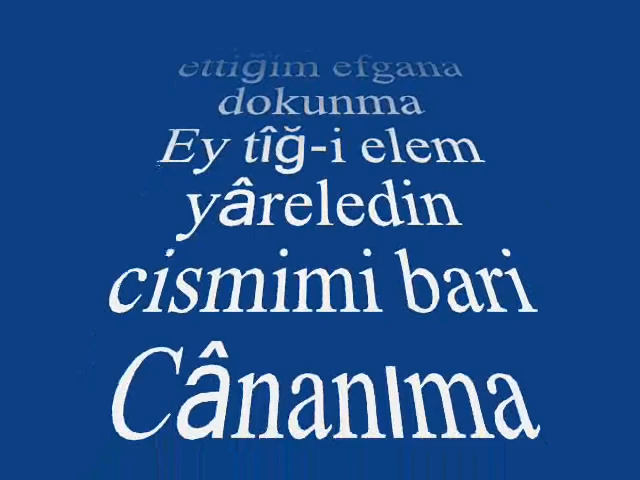 ettiğim efgana
dokunma
Ey tîğ-i elem
yâreledin
cismimi bari
Cânanıma